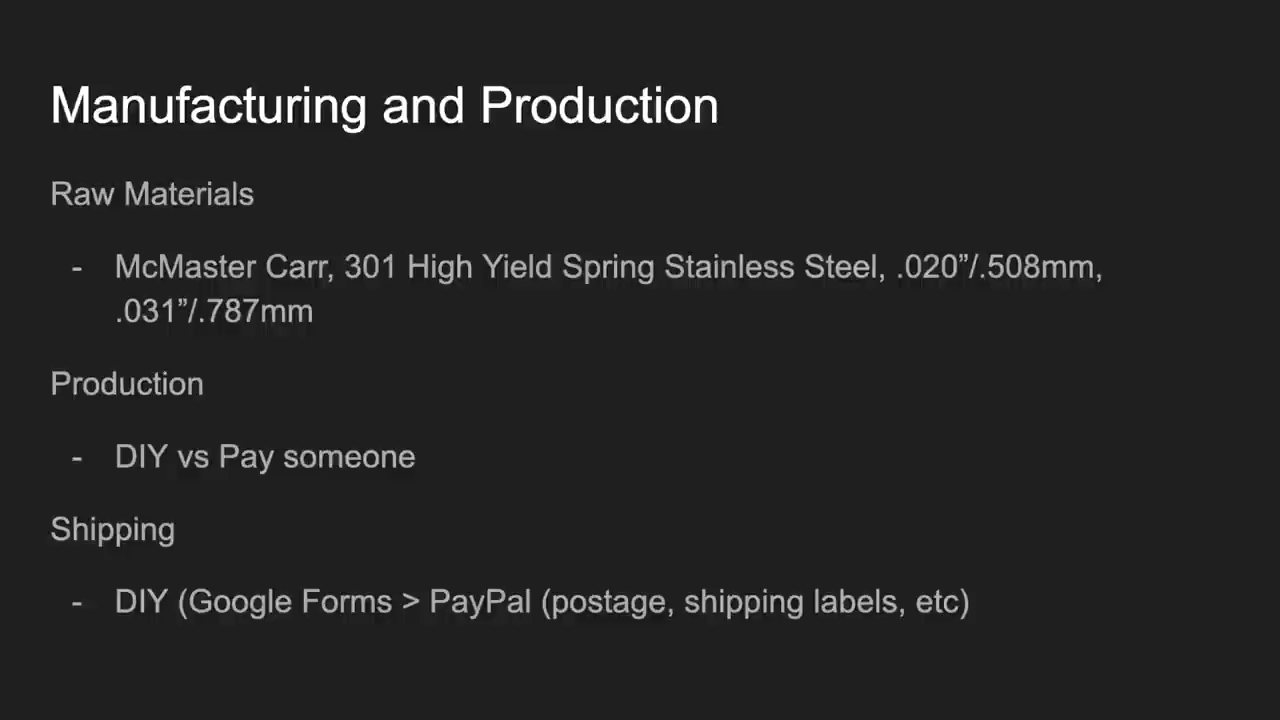 Manufacturing and Production
Raw Materials
- McMaster Carr, 301 High Yield Spring Stainless Steel, .020”/.508mm,
.031”/.787mm
Production
- DIY vs Pay someone
Shipping
- DIY (Google Forms > PayPal (postage, shipping labels, etc)